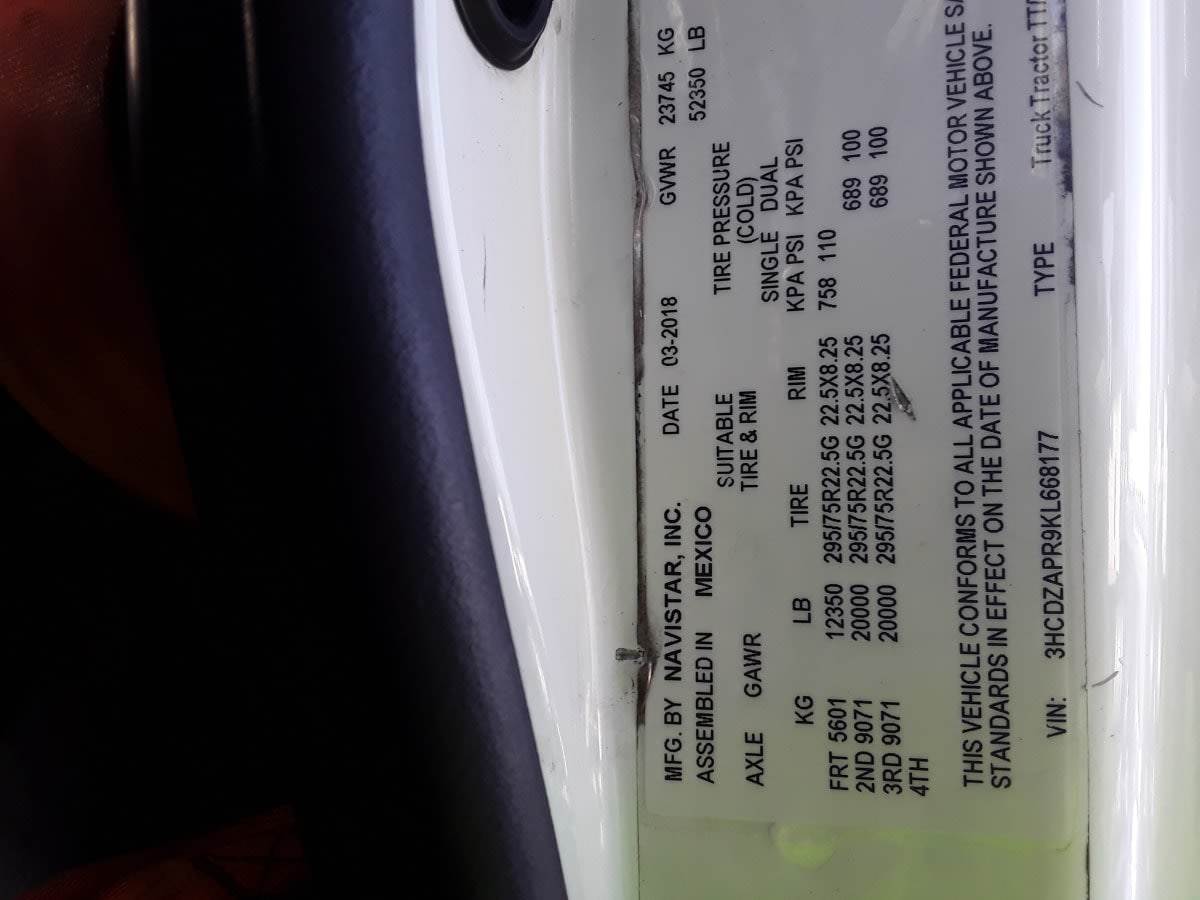 MFG. BY NAVISTAR, INC. DATE 03-2018 GVWR 23745 KG
ASSEMBLED IN MEXICO 52350 LB
SUITABLE TIRE PRESSURE
AXLE GAWR TIRE & RIM (COLD)
SINGLE DUAL
KG LB TIRE RIM KPA PSI KPA PSI
FRT 5601 12350 295/75R22.5G 22.5X8.25 758 110
2ND 9071 20000 295/75R22.5G 22.5X8.25 689 100
3RD 9071 20000 295/75R22.5G 22.5X8.25 689 100
4TH
THIS VEHICLE CONFORMS TO ALL APPLICABLE FEDERAL MOTOR VEHICLE
STANDARDS IN EFFECT ON THE DATE OF MANUFACTURE SHOWN ABOVE.
VIN: 3HCDZAPR9KL668177 TYPE Truck Tractor